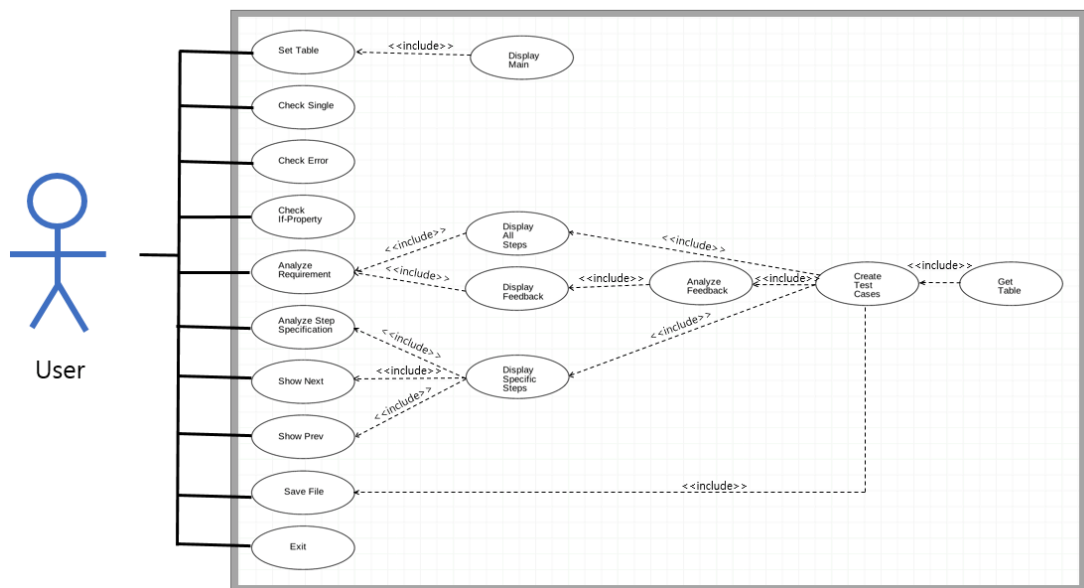 Set Table
<<include>>
Display
Main
Check Single
Check Error
Check
If-Property
Display
All
Steps
<<include>>
<<include>>
Analyze
Requirement
<<include>>
Display
Feedback
<<include>>
Analyze
Feedback
<<include>>
Create
Test
Cases
<<include>>
Get
Table
Analyze Step
Specification
<<include>>
<<include>>
User
Show Next
<<include>>
Display
Specific
Steps
<<include>>
Show Prev
Save File
<<include>>
Exit